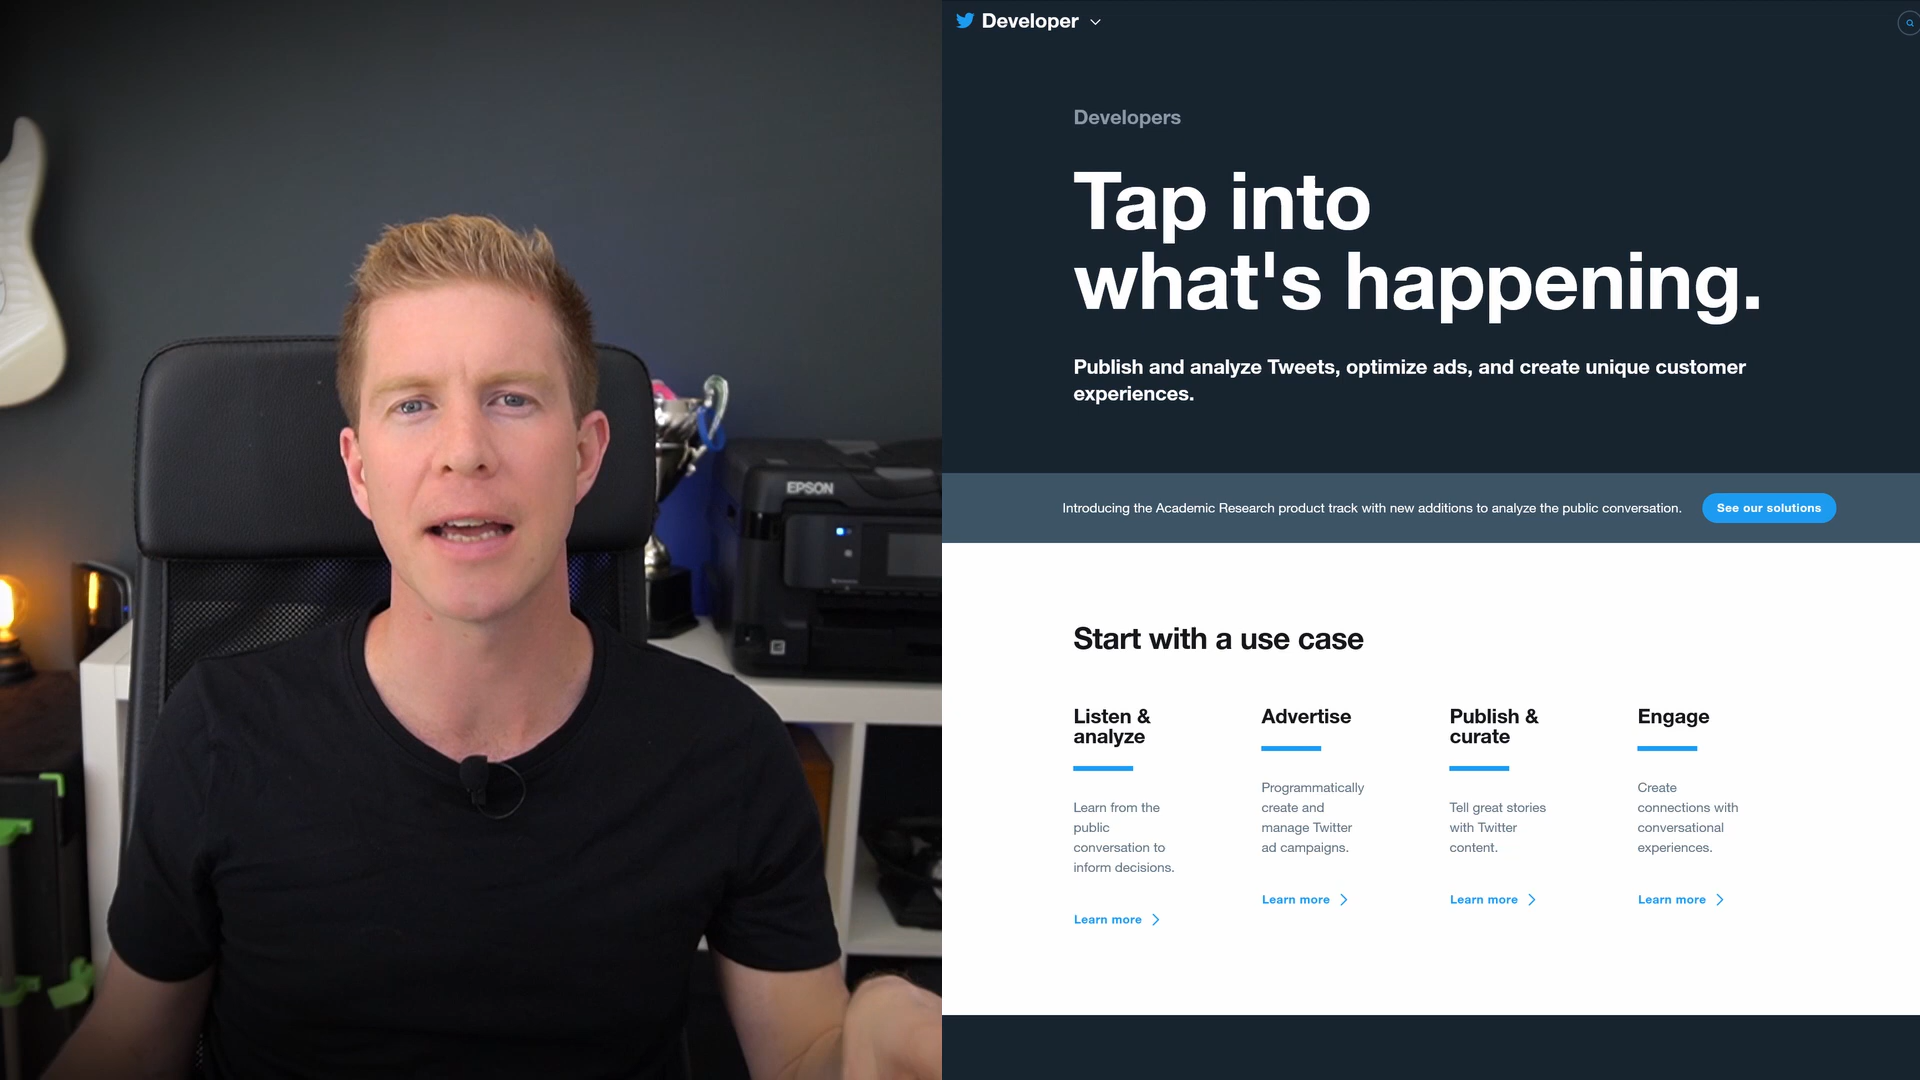 Developer
Developers
Tap into
what's happening.
Publish and analyze Tweets, optimize ads, and create unique customer
experiences.
EPSON
Introducing the Academic Research product track with new additions to analyze the public conversation.
See our solutions
Start with a use case
Listen &
analyze
Learn from the
public
conversation to
inform decisions.
Learn more
Advertise
Programmatically
create and
manage Twitter
ad campaigns.
Learn more
Publish &
curate
Tell great stories
with Twitter
content.
Learn more
Engage
Create
connections with
conversational
experiences.
Learn more